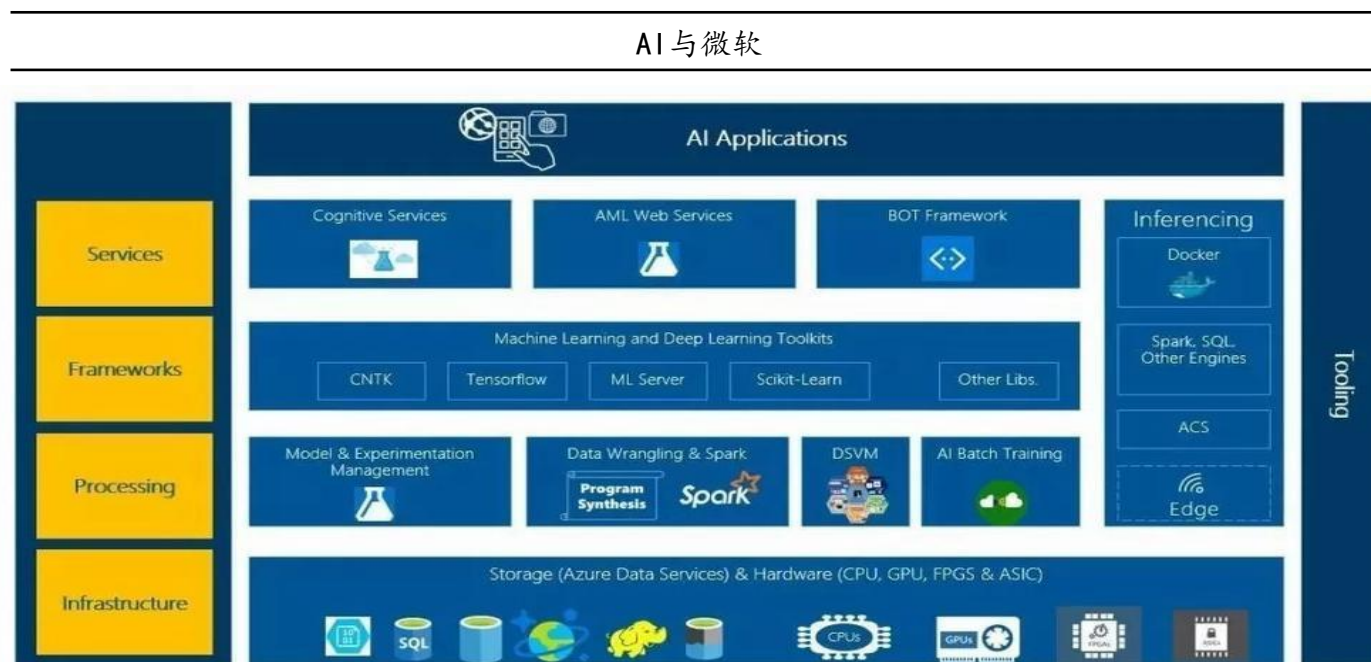 AI与微软
AI Applications
Services
Cognitive Services
AML Web Services
BOT Framework
Inferencing
Docker
Frameworks
Machine Learning and Deep Learning Toolkits
CNTK
Tensorflow
ML Server
Scikit-Learn
Other Libs.
Spark, SQL,
Other Engines
ACS
Edge
Tooling
Processing
Model & Experimentation
Management
Data Wrangling & Spark
Program
Synthesis
Spark
DSVM
AI Batch Training
Infrastructure
Storage (Azure Data Services) & Hardware (CPU, GPU, FPGS & ASIC)
10
01
SQL
CPUs
GPUs